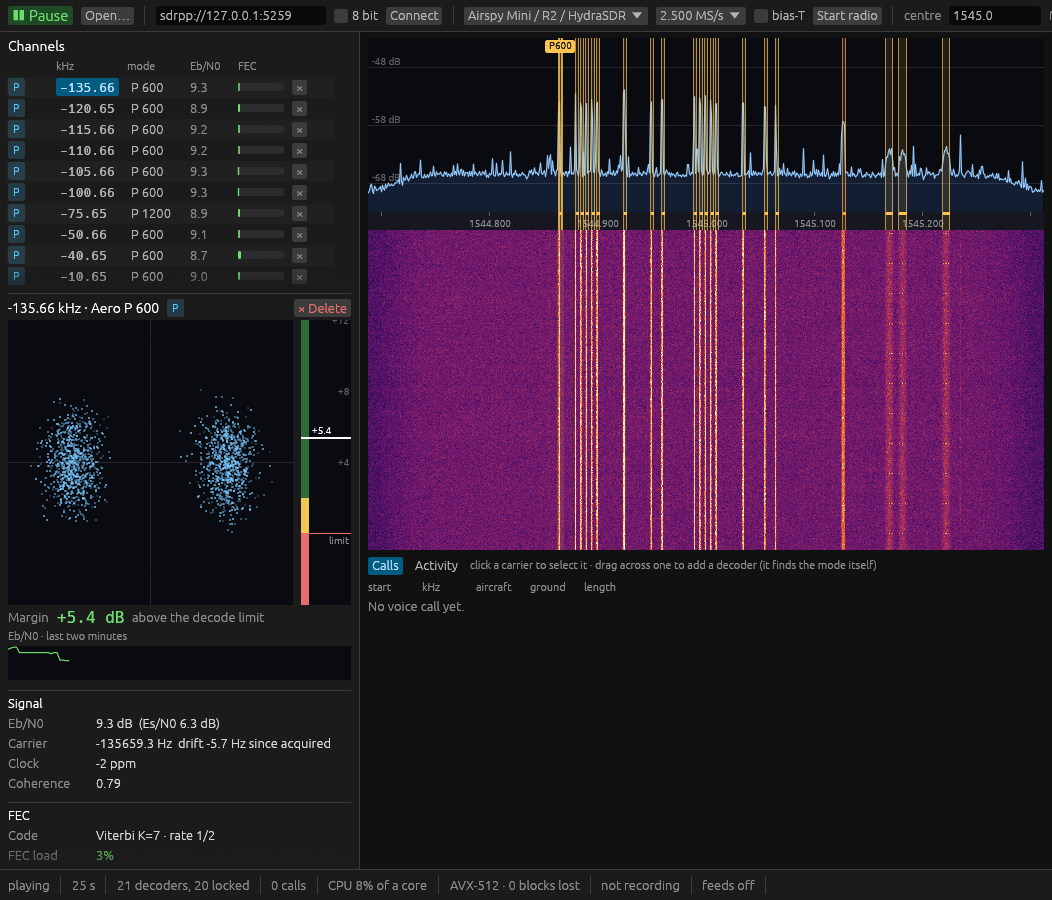 Pause Open... sdrpp://127.0.0.1:5259 8 bit Connect Airspy Mini / R2 / HydraSDR 2.500 MS/s bias-T Start radio centre 1545.0
Channels
kHz mode Eb/N0 FEC
P -135.66 P 600 9.3 ×
P -120.65 P 600 8.9 ×
P -115.66 P 600 9.2 ×
P -110.66 P 600 9.2 ×
P -105.66 P 600 9.3 ×
P -100.66 P 600 9.3 ×
P -75.65 P 1200 8.9 ×
P -50.66 P 600 9.1 ×
P -40.65 P 600 8.7 ×
P -10.65 P 600 9.0 ×
-135.66 kHz · Aero P 600 P × Delete
+12
+8
+5.4
+4
limit
Margin +5.4 dB above the decode limit
Eb/N0 · last two minutes
Signal
Eb/N0 9.3 dB (Es/N0 6.3 dB)
Carrier -135659.3 Hz drift -5.7 Hz since acquired
Clock -2 ppm
Coherence 0.79
FEC
Code Viterbi K=7 · rate 1/2
FEC load 3%
P600
-48 dB
-58 dB
-68 dB
1544.800 1544.900 1545.000 1545.100 1545.200
Calls Activity click a carrier to select it · drag across one to add a decoder (it finds the mode itself)
start kHz aircraft ground length
No voice call yet.
playing 25 s 21 decoders, 20 locked 0 calls CPU 8% of a core AVX-512 · 0 blocks lost not recording feeds off